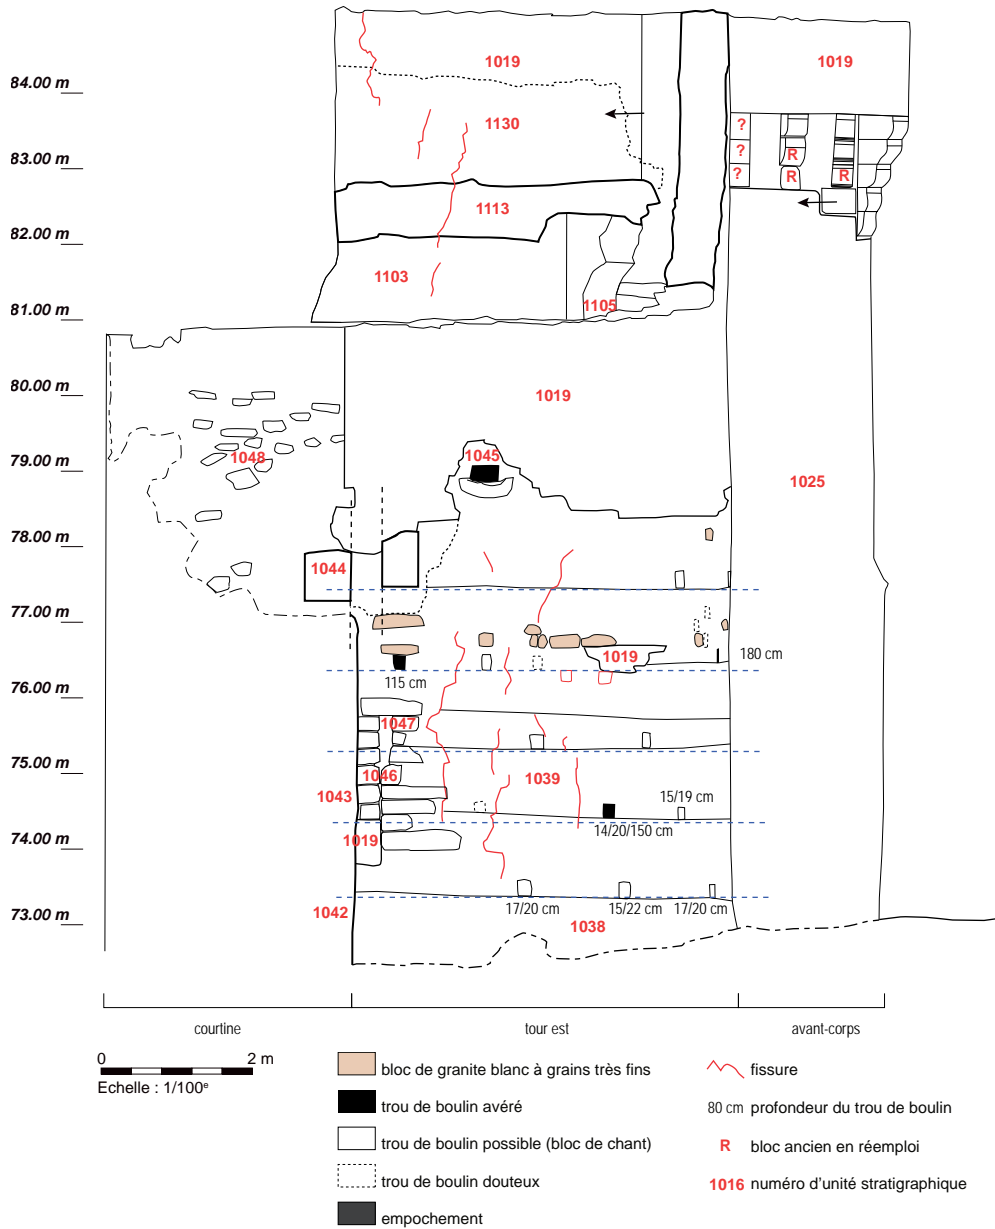 1019
1019
84.00 m
1130
?
83.00 m
?
R
?
R
R
1113
82.00 m
1103
1105
81.00 m
80.00 m
1019
79.00 m
1048
1045
1025
78.00 m
1044
77.00 m
1019
180 cm
115 cm
76.00 m
1047
75.00 m
1046
1039
1043
15/19 cm
14/20/150 cm
74.00 m
1019
1042
17/20 cm
15/22 cm
17/20 cm
73.00 m
1038
courtine
tour est
avant-corps
0
2 m
Echelle : 1/100e
bloc de granite blanc à grains très fins
trou de boulin avéré
trou de boulin possible (bloc de chant)
trou de boulin douteux
empochement
fissure
80 cm profondeur du trou de boulin
R bloc ancien en réemploi
1016 numéro d'unité stratigraphique